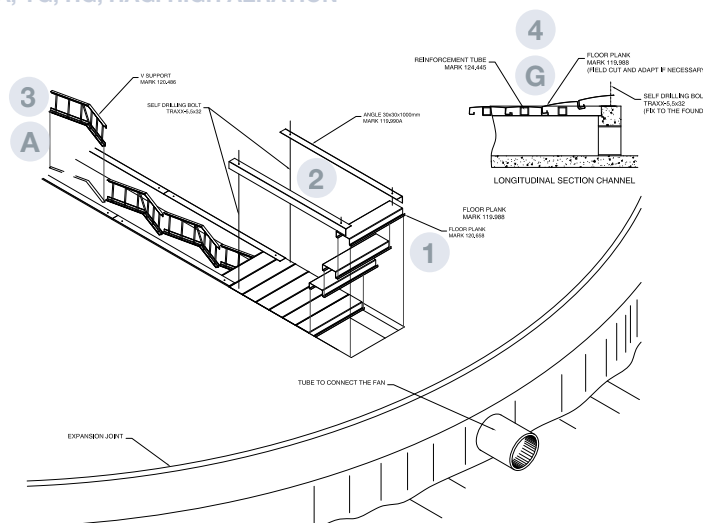 3
A
V SUPPORT
MARK 120,486
SELF DRILLING BOLT
TRAXX-5,5x32
ANGLE 30x30x1000mm
MARK 119,990A
2
FLOOR PLANK
MARK 119.988
FLOOR PLANK
MARK 120,658
1
4
G
REINFORCEMENT TUBE
MARK 124,445
FLOOR PLANK
MARK 119,988
(FIELD CUT AND ADAPT IF NECESSARY
SELF DRILLING BOL
TRAXX-5,5x32
(FIX TO THE FOUND
LONGITUDINAL SECTION CHANNEL
TUBE TO CONNECT THE FAN
EXPANSION JOINT